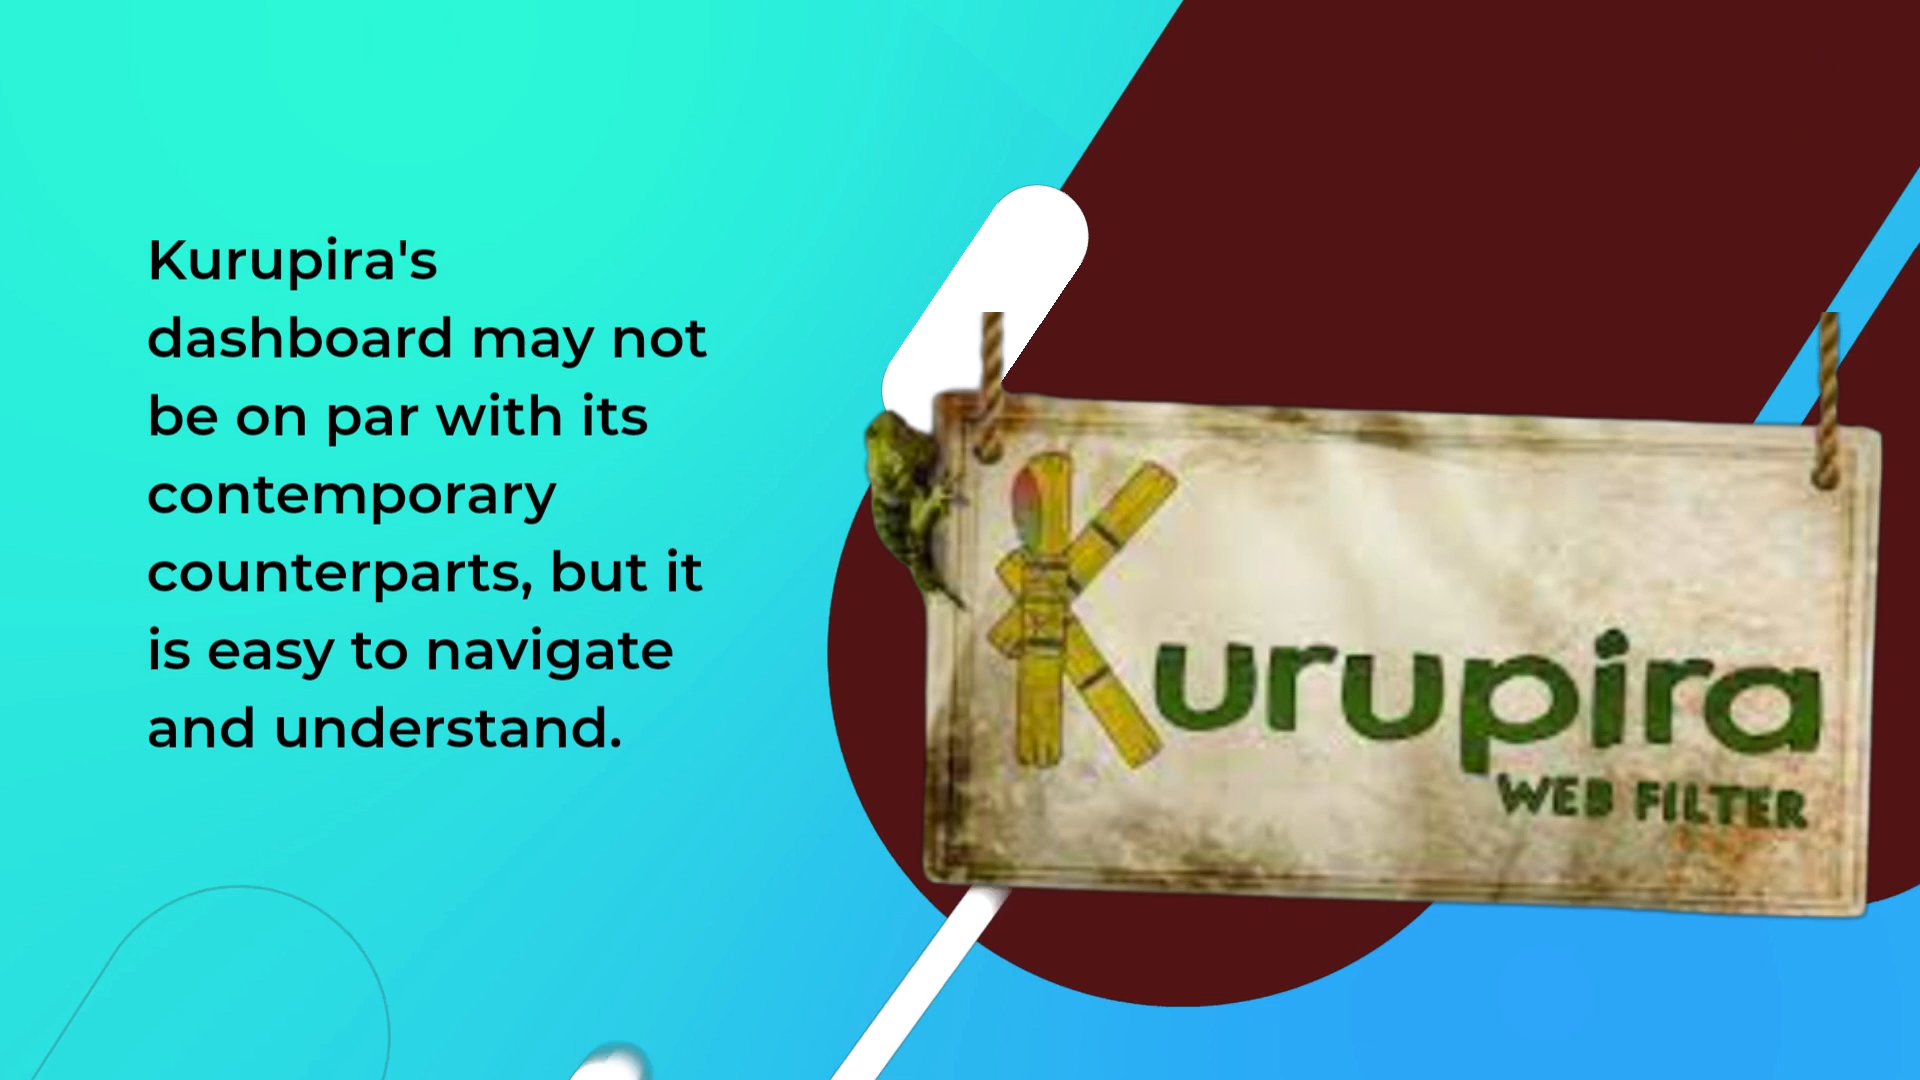 Kurupira's
dashboard may not
be on par with its
contemporary
counterparts, but it
is easy to navigate
and understand.
Kurupira
WEB FILTER